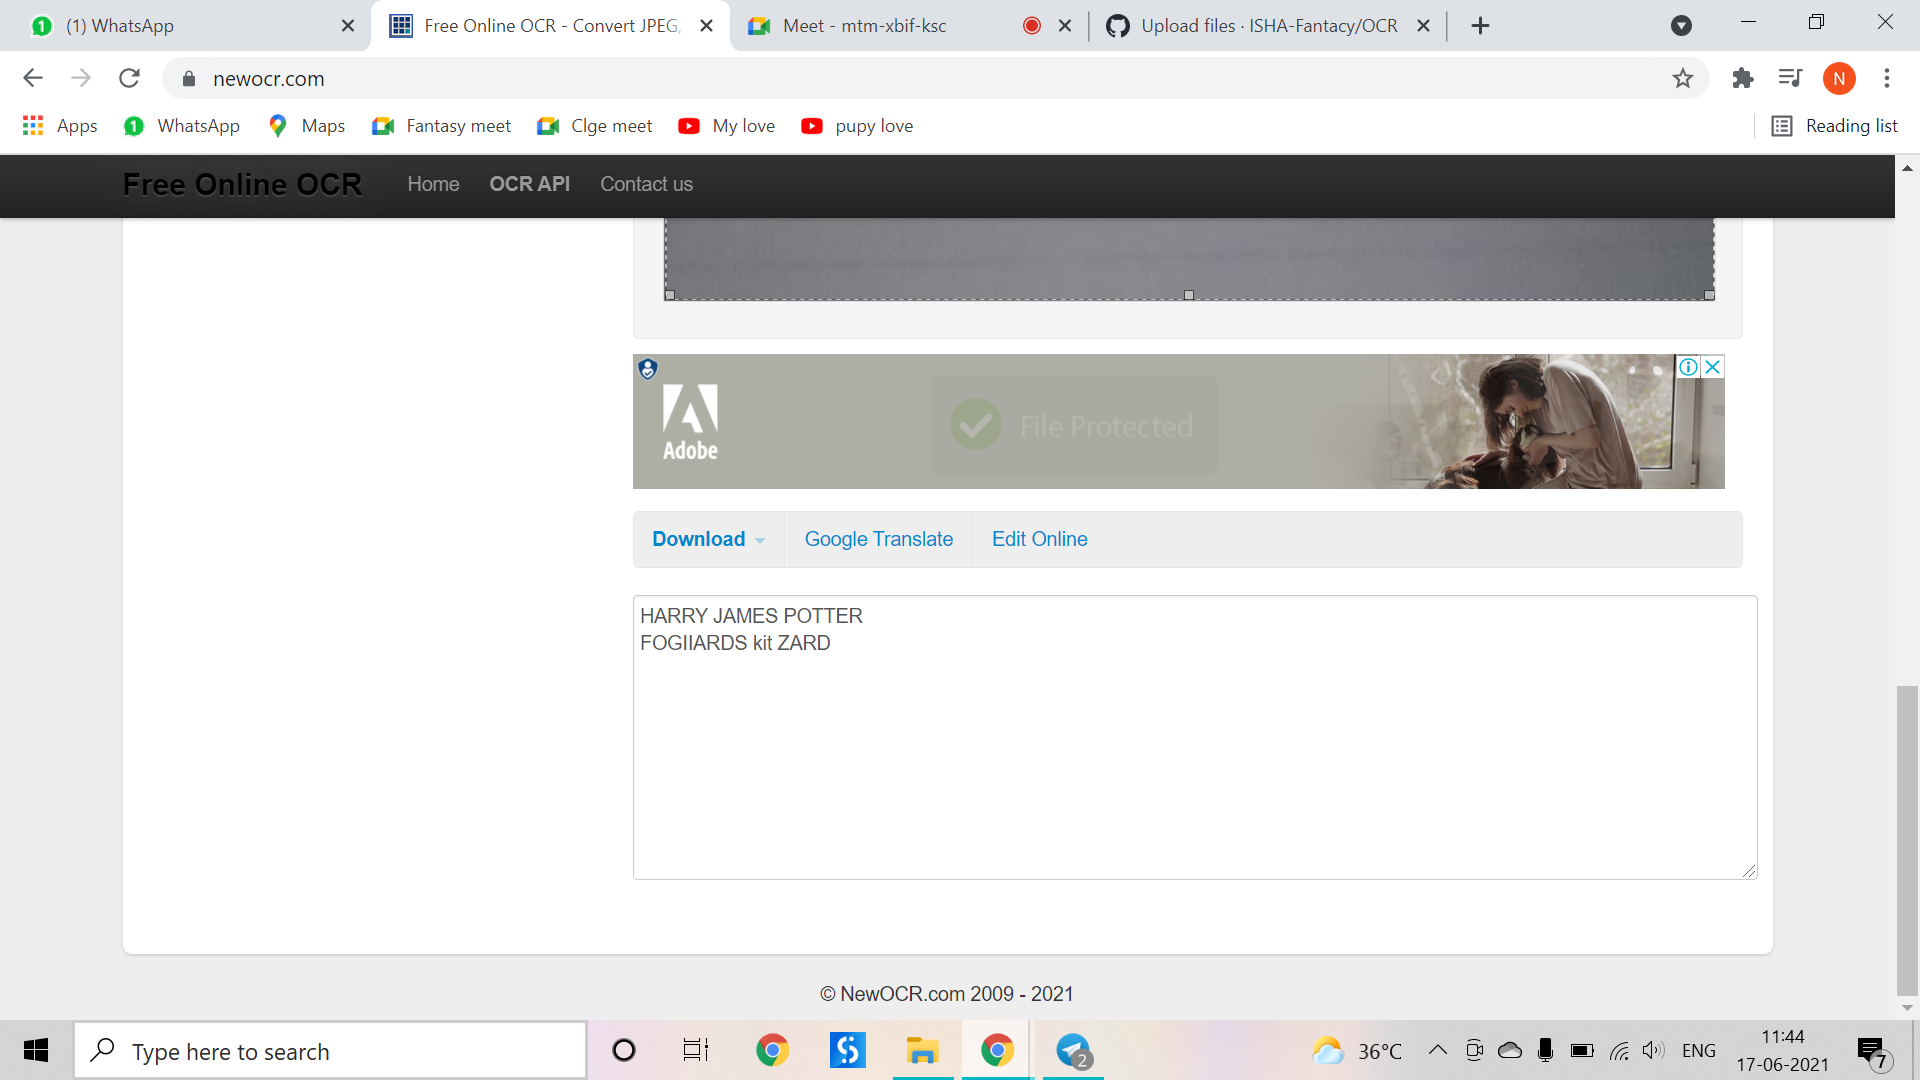 (1) WhatsApp
Free Online OCR - Convert JPEG,
Meet - mtm-xbif-ksc
Upload files · ISHA-Fantacy/OCR
newocr.com
N
Apps
WhatsApp
Maps
Fantasy meet
Clge meet
My love
pupy love
Reading list
Free Online OCR
Home
OCR API
Contact us
Adobe
File Protected
Download
Google Translate
Edit Online
HARRY JAMES POTTER
FOGIIARDS kit ZARD
© NewOCR.com 2009 - 2021
Type here to search
2
36°C
ENG
11:44
17-06-2021
7